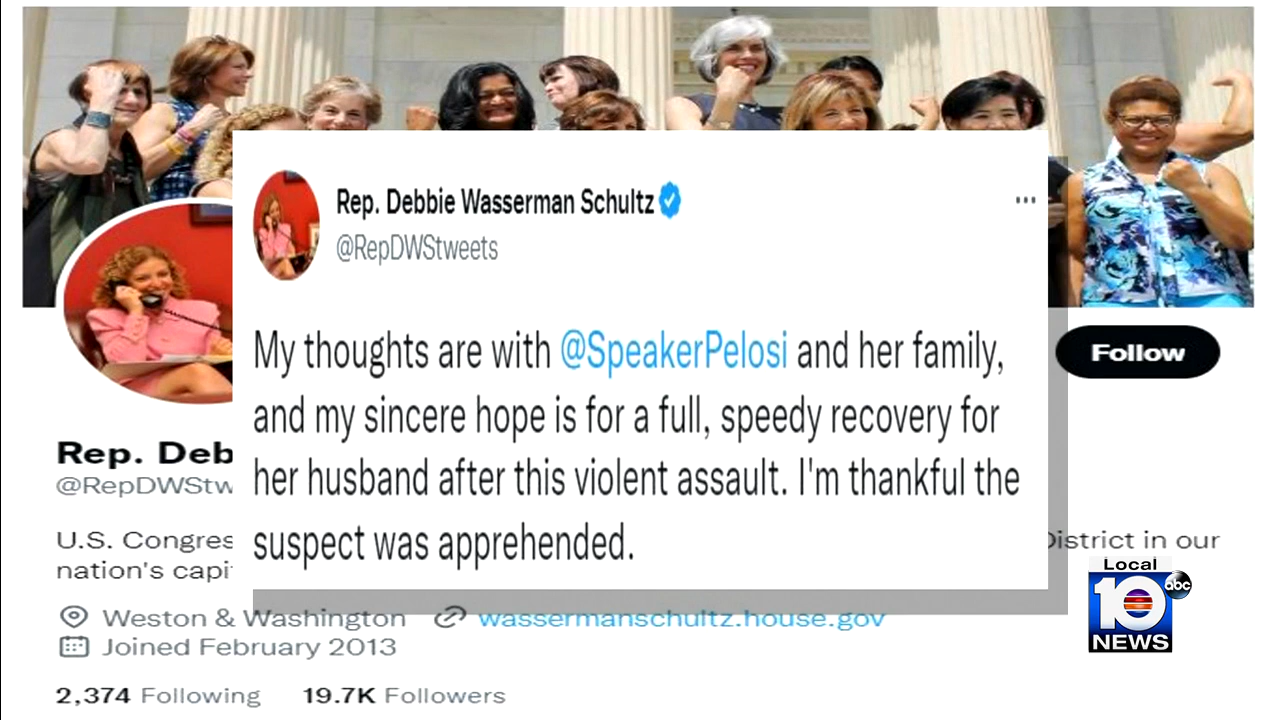 Rep. Debbie Wasserman Schultz
@RepDWStweets
My thoughts are with @SpeakerPelosi and her family,
and my sincere hope is for a full, speedy recovery for
her husband after this violent assault. I'm thankful the
suspect was apprehended.
Follow
Rep. Deb
@RepDWStw
U.S. Congres District in our
nation's capi
Weston & Washington wassermanschultz.house.gov
Joined February 2013
2,374 Following 19.7K Followers
Local
10 abc
NEWS